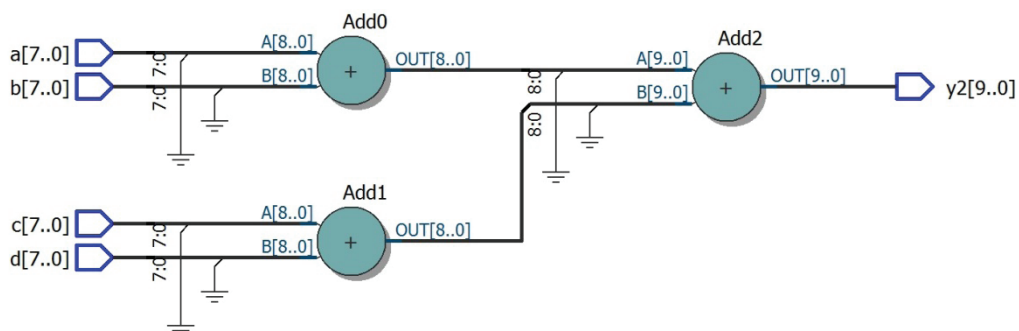 Add0
a[7..0] 7:0 A[8..0] OUT[8..0]
b[7..0] 7:0 B[8..0]
+
Add2
8:0 A[9..0] OUT[9..0] y2[9..0]
8:0 B[9..0]
+
Add1
c[7..0] 7:0 A[8..0] OUT[8..0]
d[7..0] 7:0 B[8..0]
+